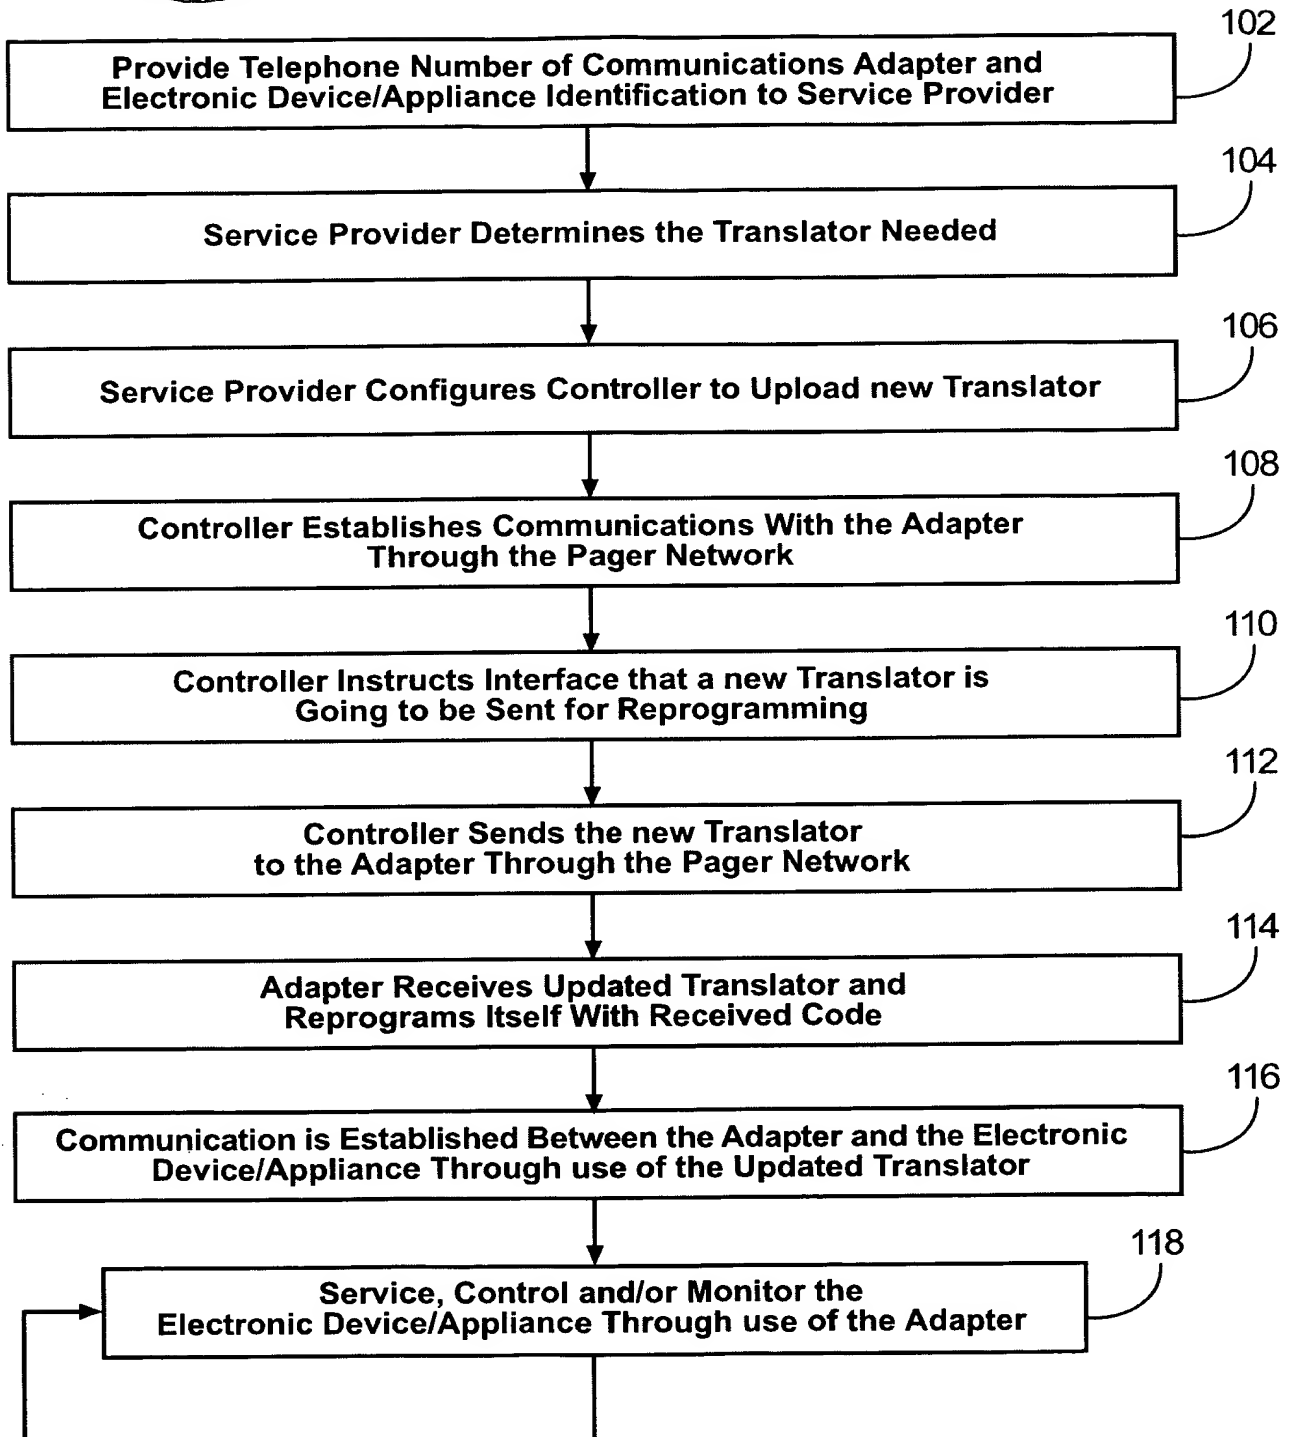 102
Provide Telephone Number of Communications Adapter and
Electronic Device/Appliance Identification to Service Provider
104
Service Provider Determines the Translator Needed
106
Service Provider Configures Controller to Upload new Translator
108
Controller Establishes Communications With the Adapter
Through the Pager Network
110
Controller Instructs Interface that a new Translator is
Going to be Sent for Reprogramming
112
Controller Sends the new Translator
to the Adapter Through the Pager Network
114
Adapter Receives Updated Translator and
Reprograms Itself With Received Code
116
Communication is Established Between the Adapter and the Electronic
Device/Appliance Through use of the Updated Translator
118
Service, Control and/or Monitor the
Electronic Device/Appliance Through use of the Adapter